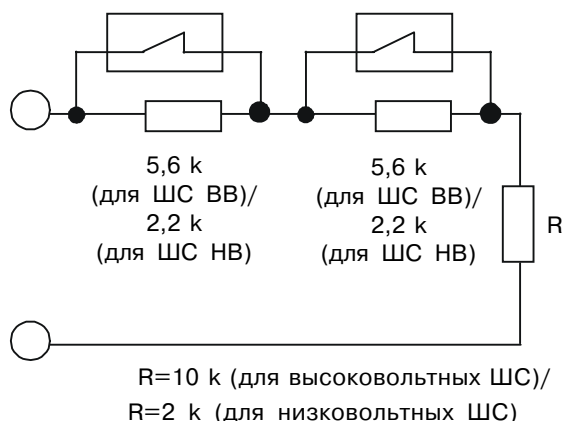 5,6 k
(для ШС ВВ)/
2,2 k
(для ШС НВ)
5,6 k
(для ШС ВВ)/
2,2 k
(для ШС НВ)
R
R=10 k (для высоковольтных ШС)/
R=2 k (для низковольтных ШС)